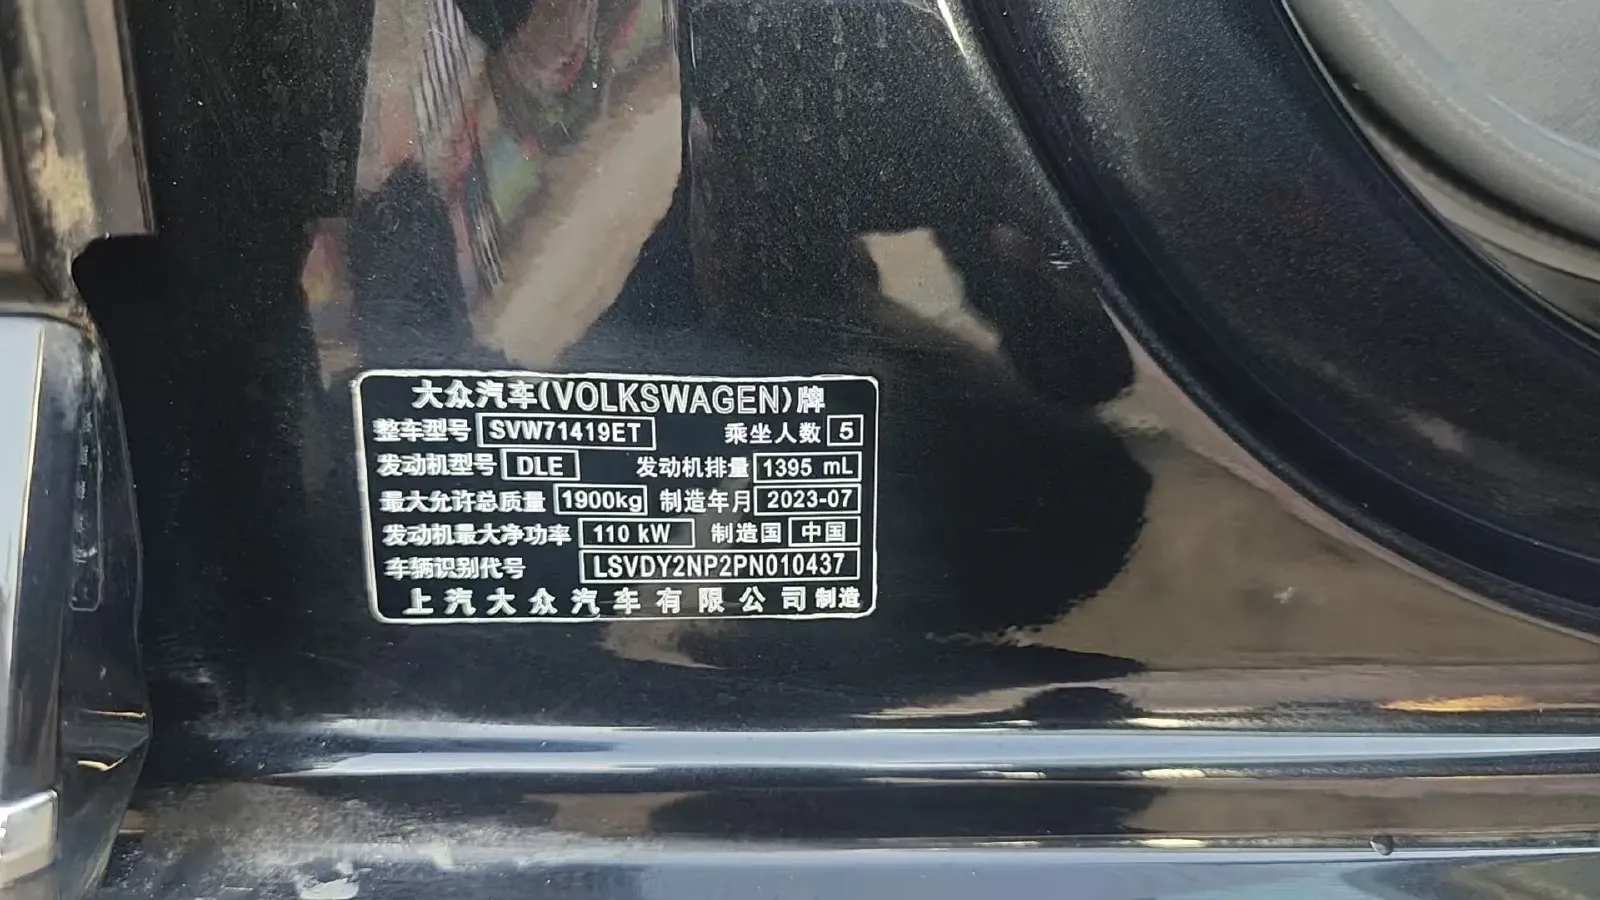 大众汽车(VOLKSWAGEN)牌
整车型号 SVW71419ET 乘坐人数 5
发动机型号 DLE 发动机排量 1395 mL
最大允许总质量 1900kg 制造年月 2023-07
发动机最大净功率 110 kW 制造国 中国
车辆识别代号 LSVDY2NP2PN010437
上汽大众汽车有限公司制造